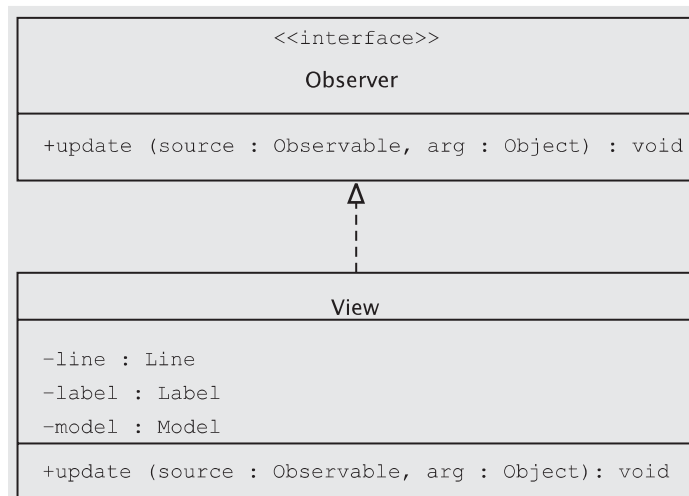 <<interface>>
Observer
+update (source : Observable, arg : Object) : void
View
-line : Line
-label : Label
-model : Model
+update (source : Observable, arg : Object): void